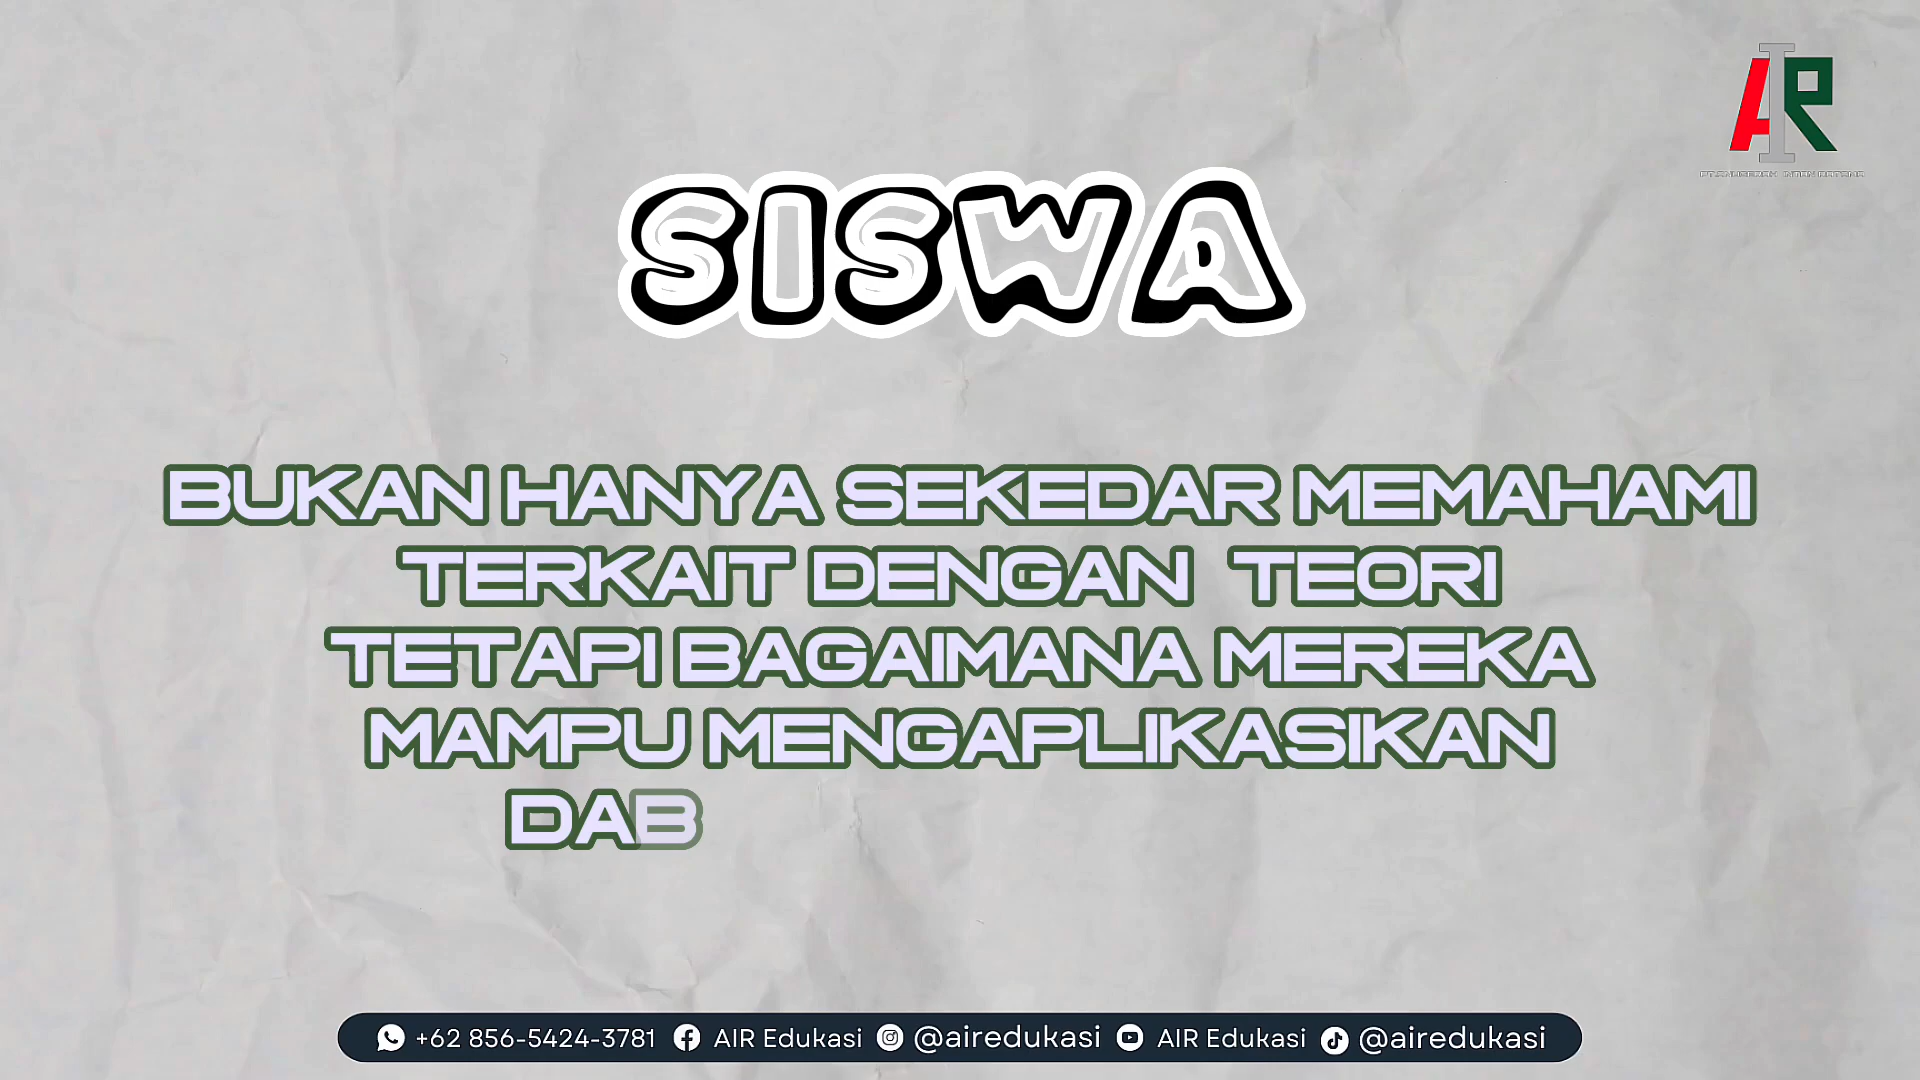 AIR
SISWA
BUKAN HANYA SEKEDAR MEMAHAMI
TERKAIT DENGAN TEORI
TETAPI BAGAIMANA MEREKA
MAMPU MENGAPLIKASIKAN
DAB
+62 856-5424-3781 AIR Edukasi @airedukasi AIR Edukasi @airedukasi